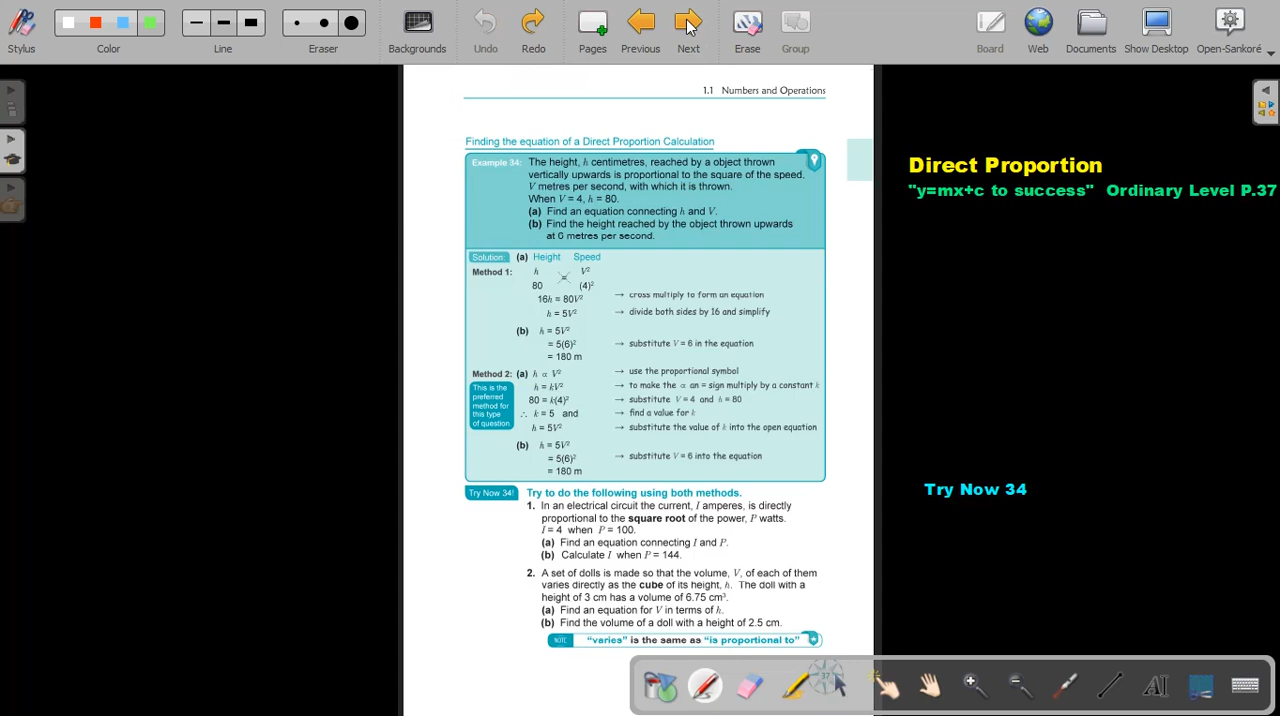 Stylus
Color
Line
Eraser
Backgrounds
Undo
Redo
Pages
Previous
Next
Erase
Group
Board
Web
Documents
Show Desktop
Open-Sankoré
1.1 Numbers and Operations
Finding the equation of a Direct Proportion Calculation
Example 34: The height, h centimetres, reached by a object thrown
vertically upwards is proportional to the square of the speed.
V metres per second, with which it is thrown.
When V = 4, h = 80.
(a) Find an equation connecting h and V.
(b) Find the height reached by the object thrown upwards
at 6 metres per second.
Solution: (a) Height Speed
Method 1: h = V²
80 (4)²
16h = 80V² → cross multiply to form an equation
h = 5V² → divide both sides by 16 and simplify
(b) h = 5V²
= 5(6)² → substitute V = 6 in the equation
= 180 m
Method 2: (a) h α V² → use the proportional symbol
h = kV² → to make the α an = sign multiply by a constant k
80 = k(4)² → substitute V = 4 and h = 80
∴ k = 5 and → find a value for k
h = 5V² → substitute the value of k into the open equation
This is the
preferred
method for
this type
of question.
(b) h = 5V²
= 5(6)² → substitute V = 6 into the equation
= 180 m
Try Now 34! Try to do the following using both methods.
1. In an electrical circuit the current, I amperes, is directly
proportional to the square root of the power, P watts.
I = 4 when P = 100.
(a) Find an equation connecting I and P.
(b) Calculate I when P = 144.
2. A set of dolls is made so that the volume, V, of each of them
varies directly as the cube of its height, h. The doll with a
height of 3 cm has a volume of 6.75 cm³.
(a) Find an equation for V in terms of h.
(b) Find the volume of a doll with a height of 2.5 cm.
NOTE "varies" is the same as "is proportional to"
37
Direct Proportion
"y=mx+c to success" Ordinary Level P.37
Try Now 34
AI